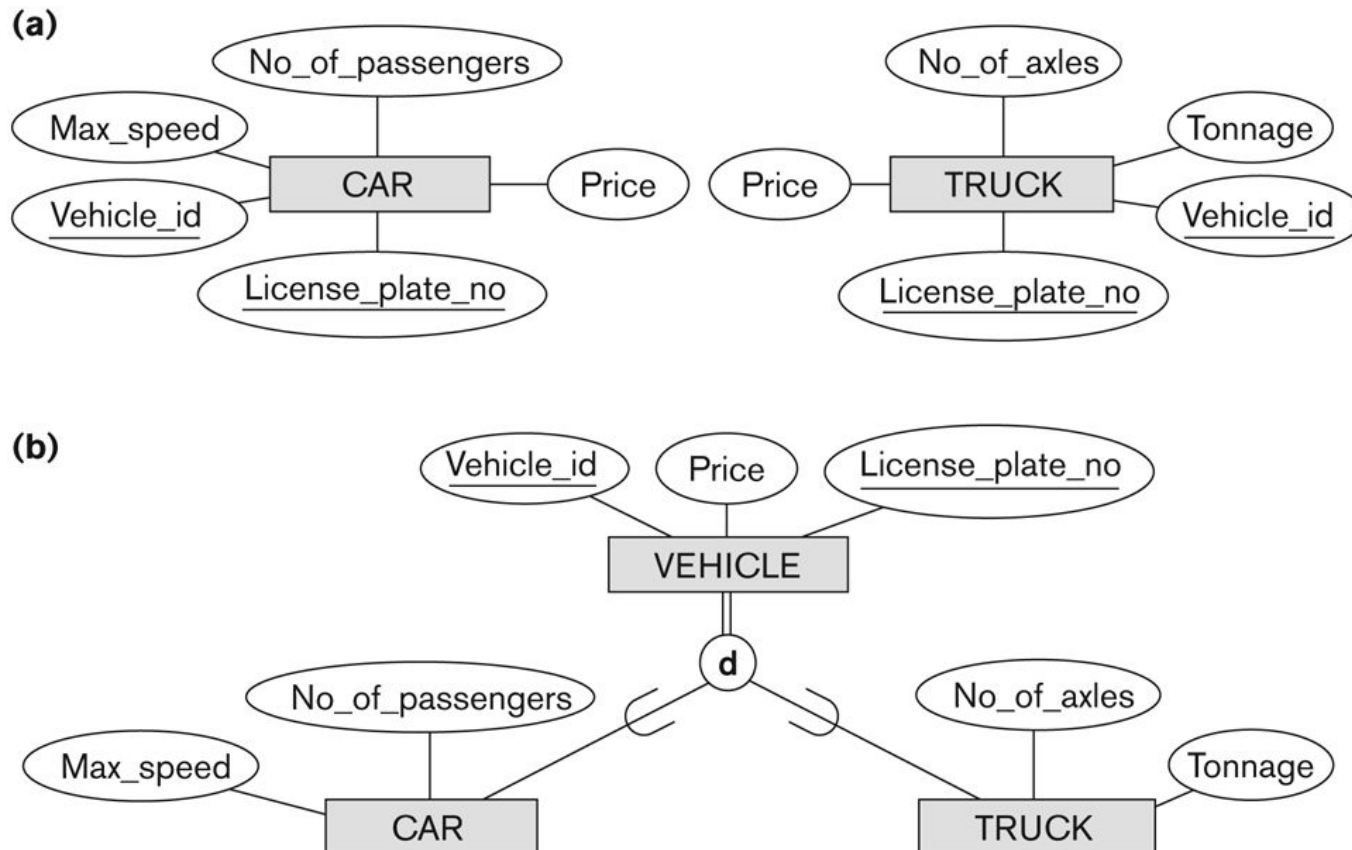 (a)
No_of_passengers
No_of_axles
Max_speed
Tonnage
CAR
Price
Price
TRUCK
Vehicle_id
Vehicle_id
License_plate_no
License_plate_no
(b)
Vehicle_id
Price
License_plate_no
VEHICLE
d
No_of_passengers
No_of_axles
Max_speed
Tonnage
CAR
TRUCK